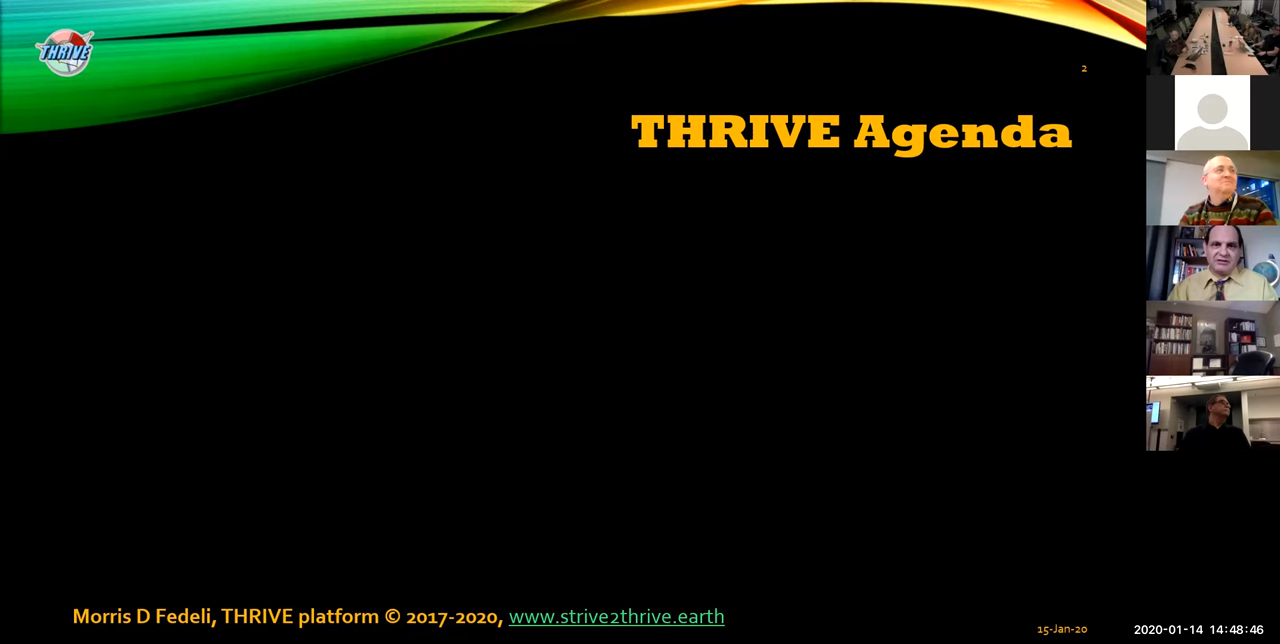 THRIVE
2
THRIVE Agenda
Morris D Fedeli, THRIVE platform © 2017-2020, www.strive2thrive.earth
15-Jan-20
2020-01-14 14:48:46